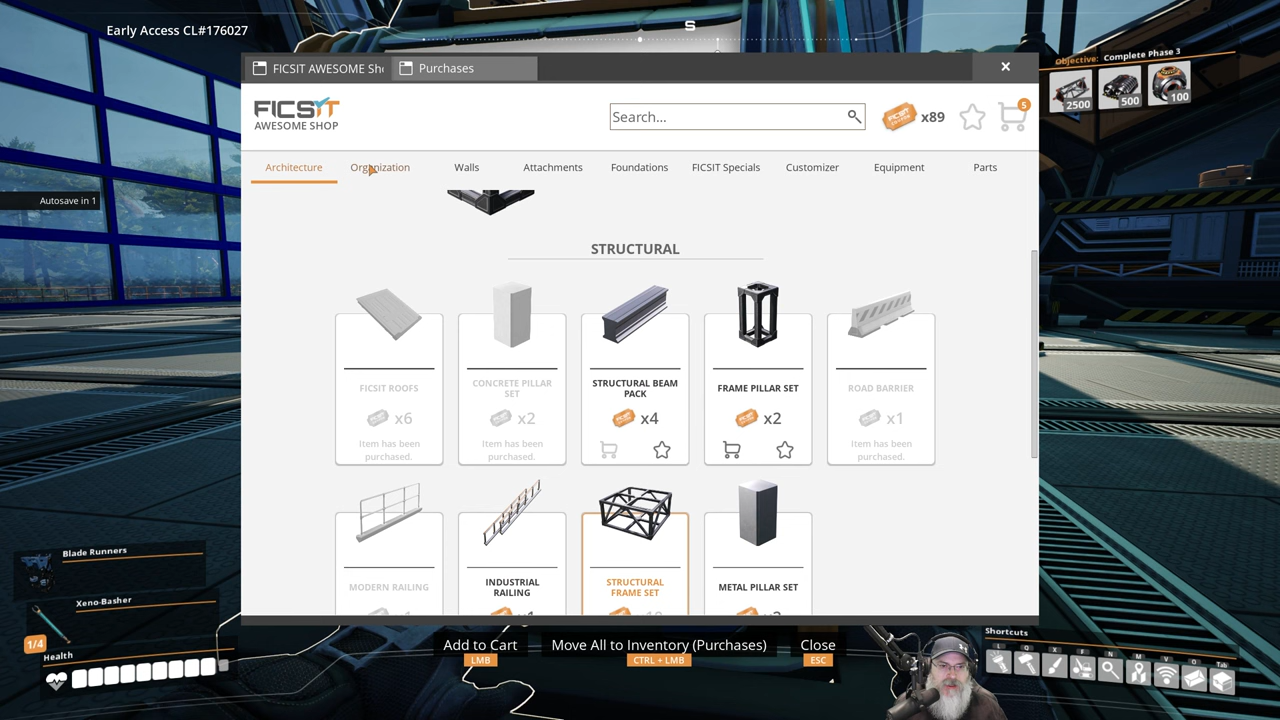 Early Access CL#176027
S
Objective: Complete Phase 3
2500
500
100
Autosave in 1
FICSIT AWESOME Sho
Purchases
×
FICSIT
AWESOME SHOP
Search...
x89
5
Architecture
Organization
Walls
Attachments
Foundations
FICSIT Specials
Customizer
Equipment
Parts
STRUCTURAL
FICSIT ROOFS
x6
Item has been
purchased.
CONCRETE PILLAR
SET
x2
Item has been
purchased.
STRUCTURAL BEAM
PACK
x4
FRAME PILLAR SET
x2
ROAD BARRIER
x1
Item has been
purchased.
MODERN RAILING
INDUSTRIAL
RAILING
STRUCTURAL
FRAME SET
METAL PILLAR SET
Blade Runners
Xeno-Basher
1/4
Health
Add to Cart
LMB
Move All to Inventory (Purchases)
CTRL + LMB
Close
ESC
Shortcuts
L
Q
X
F
N
M
V
O
Tab